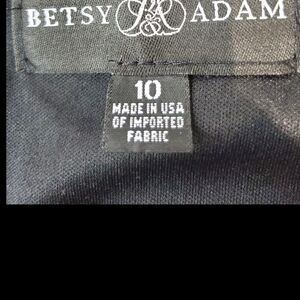 BETSY ADAM
10
MADE IN USA
OF IMPORTED
FABRIC